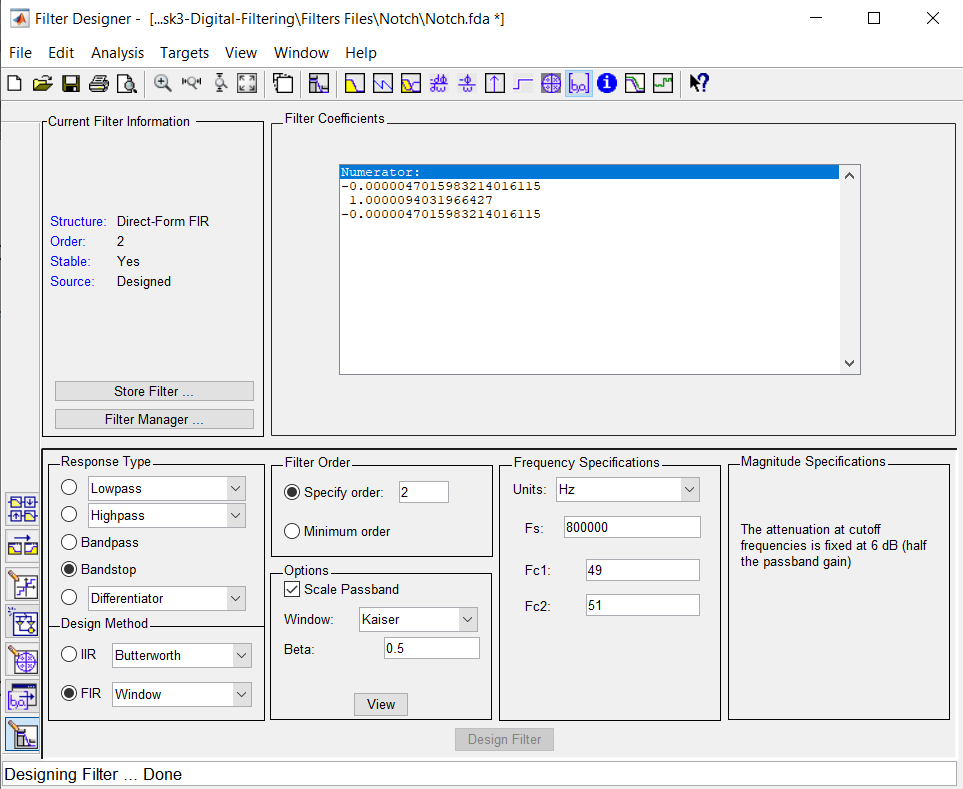 Filter Designer - [...sk3-Digital-Filtering\Filters Files\Notch\Notch.fda *]
File Edit Analysis Targets View Window Help
Current Filter Information
Structure: Direct-Form FIR
Order: 2
Stable: Yes
Source: Designed
Store Filter ...
Filter Manager ...
Filter Coefficients
Numerator:
-0.0000047015983214016115
1.0000094031966427
-0.0000047015983214016115
Response Type
Lowpass
Highpass
Bandpass
Bandstop
Differentiator
Design Method
IIR Butterworth
FIR Window
Filter Order
Specify order: 2
Minimum order
Options
Scale Passband
Window: Kaiser
Beta: 0.5
View
Frequency Specifications
Units: Hz
Fs: 800000
Fc1: 49
Fc2: 51
Magnitude Specifications
The attenuation at cutoff
frequencies is fixed at 6 dB (half
the passband gain)
Design Filter
Designing Filter ... Done